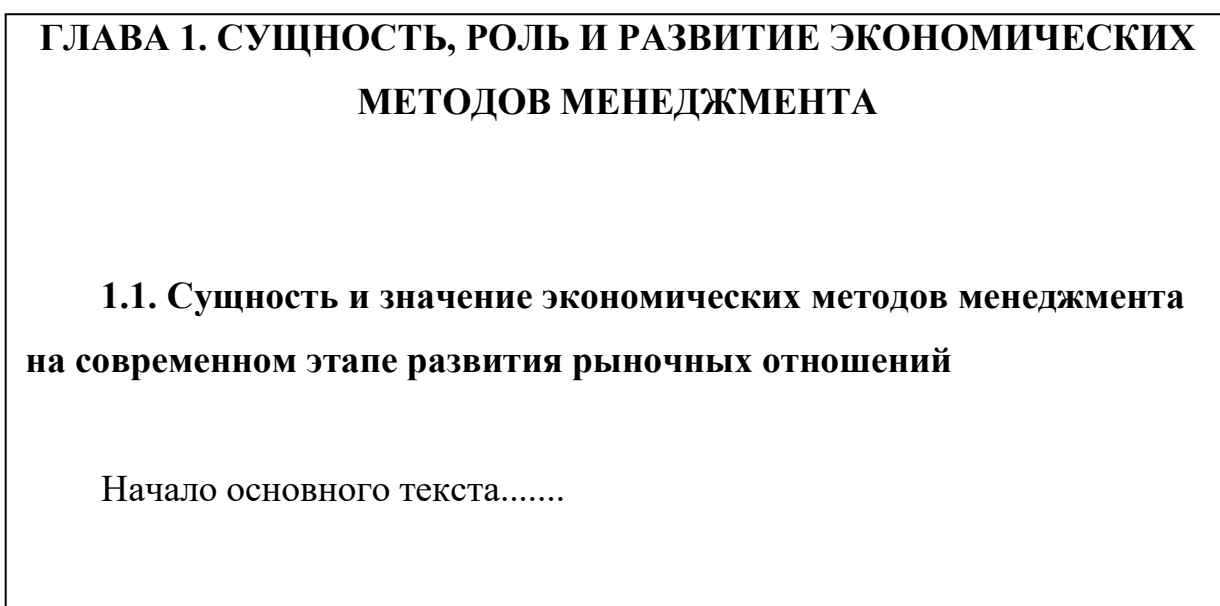 ГЛАВА 1. СУЩНОСТЬ, РОЛЬ И РАЗВИТИЕ ЭКОНОМИЧЕСКИХ
МЕТОДОВ МЕНЕДЖМЕНТА
1.1. Сущность и значение экономических методов менеджмента
на современном этапе развития рыночных отношений
Начало основного текста.......